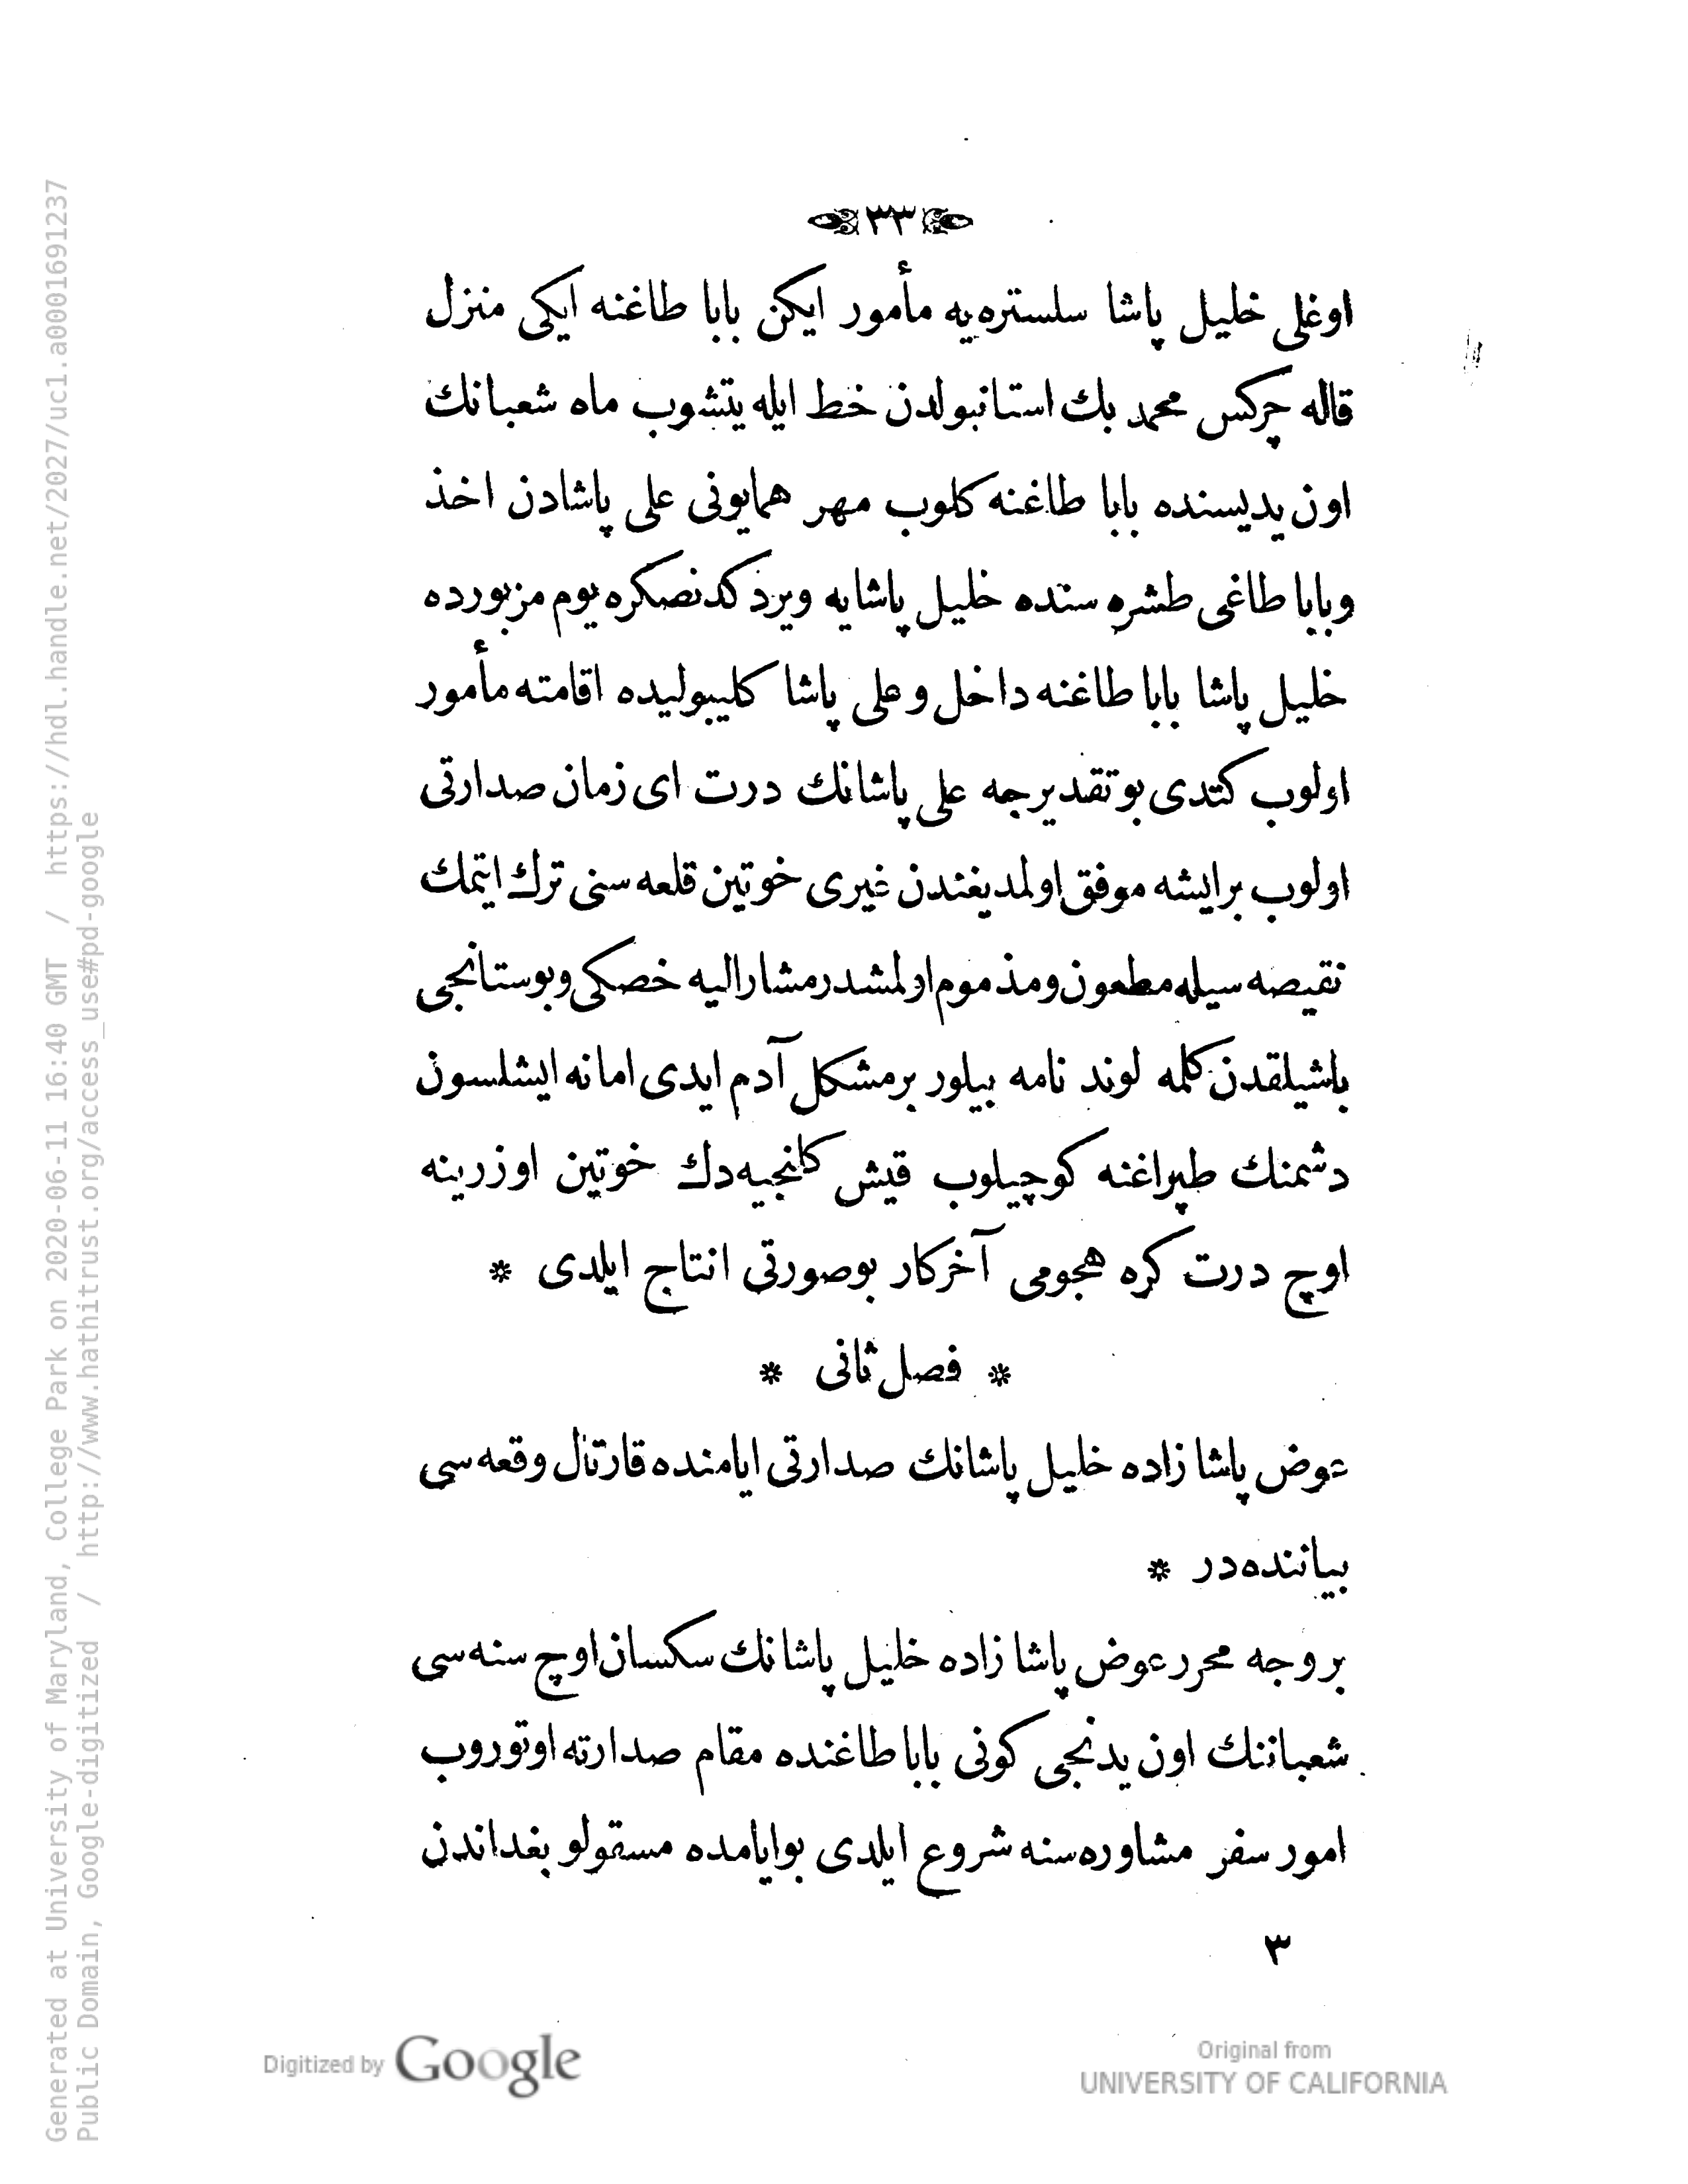 ٣٣
اوغلی خلیل پاشا سلستره‌یه مأمور ایکن بابا طاغنه ایکی منزل
قاله چرکس محمد بك استانبولدن خط ایله یتشوب ماه شعبانك
اون یدیسنده بابا طاغنه کلوب مهر همایونی علی پاشادن اخذ
وبابا طاغی طشره سنده خلیل پاشایه ویردکدنصکره یوم مزبورده
خلیل پاشا بابا طاغنه داخل وعلی پاشا کلیبولیده اقامته مأمور
اولوب کتدی بوتقدیرجه علی پاشانك درت ای زمان صدارتی
اولوب برایشه موفق اولمدیغندن غیری خوتین قلعه سنی ترك ایتمك
نقیصه سیله مطعون ومذموم اولمشدر مشارالیه خصکی وبوستانجی
باشیلقدن کلمه لوند نامه بیلور برمشکل آدم ایدی اما نه ایشلسون
دشمنك طپراغنه کوچیلوب قیش کانجیه‌دك خوتین اوزرینه
اوچ درت کره هجومی آخرکار بوصورتی انتاج ایلدی *
* فصل ثانی *
عوض پاشا زاده خلیل پاشانك صدارتی ایامنده قارتال وقعه سی
بیاننده‌در *
بر وجه محرر عوض پاشا زاده خلیل پاشانك سکسان اوچ سنه سی
شعباننك اون یدنجی کونی بابا طاغنده مقام صدارته اوتوروب
امور سفر مشاوره‌سنه شروع ایلدی بوایامده مسقولو بغداندن
٣
Digitized by Google
Original from
UNIVERSITY OF CALIFORNIA
Generated at University of Maryland, College Park on 2020-06-11 16:40 GMT / https://hdl.handle.net/2027/uc1.a0001691237
Public Domain, Google-digitized / http://www.hathitrust.org/access_use#pd-google